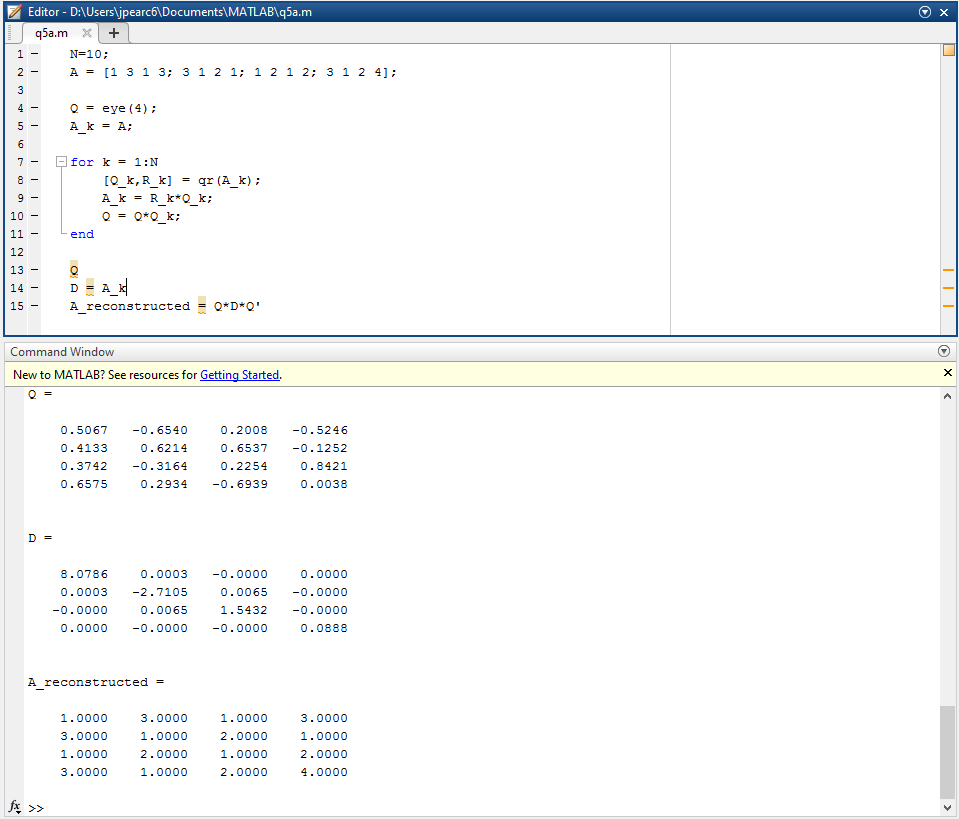 Editor - D:\Users\jpearc6\Documents\MATLAB\q5a.m
q5a.m × +
1 – N=10;
2 – A = [1 3 1 3; 3 1 2 1; 1 2 1 2; 3 1 2 4];
3
4 – Q = eye(4);
5 – A_k = A;
6
7 – for k = 1:N
8 – [Q_k,R_k] = qr(A_k);
9 – A_k = R_k*Q_k;
10 – Q = Q*Q_k;
11 – end
12
13 – Q
14 – D = A_k
15 – A_reconstructed = Q*D*Q'
Command Window
New to MATLAB? See resources for Getting Started.
Q =
0.5067 -0.6540 0.2008 -0.5246
0.4133 0.6214 0.6537 -0.1252
0.3742 -0.3164 0.2254 0.8421
0.6575 0.2934 -0.6939 0.0038
D =
8.0786 0.0003 -0.0000 0.0000
0.0003 -2.7105 0.0065 -0.0000
-0.0000 0.0065 1.5432 -0.0000
0.0000 -0.0000 -0.0000 0.0888
A_reconstructed =
1.0000 3.0000 1.0000 3.0000
3.0000 1.0000 2.0000 1.0000
1.0000 2.0000 1.0000 2.0000
3.0000 1.0000 2.0000 4.0000
fx >>